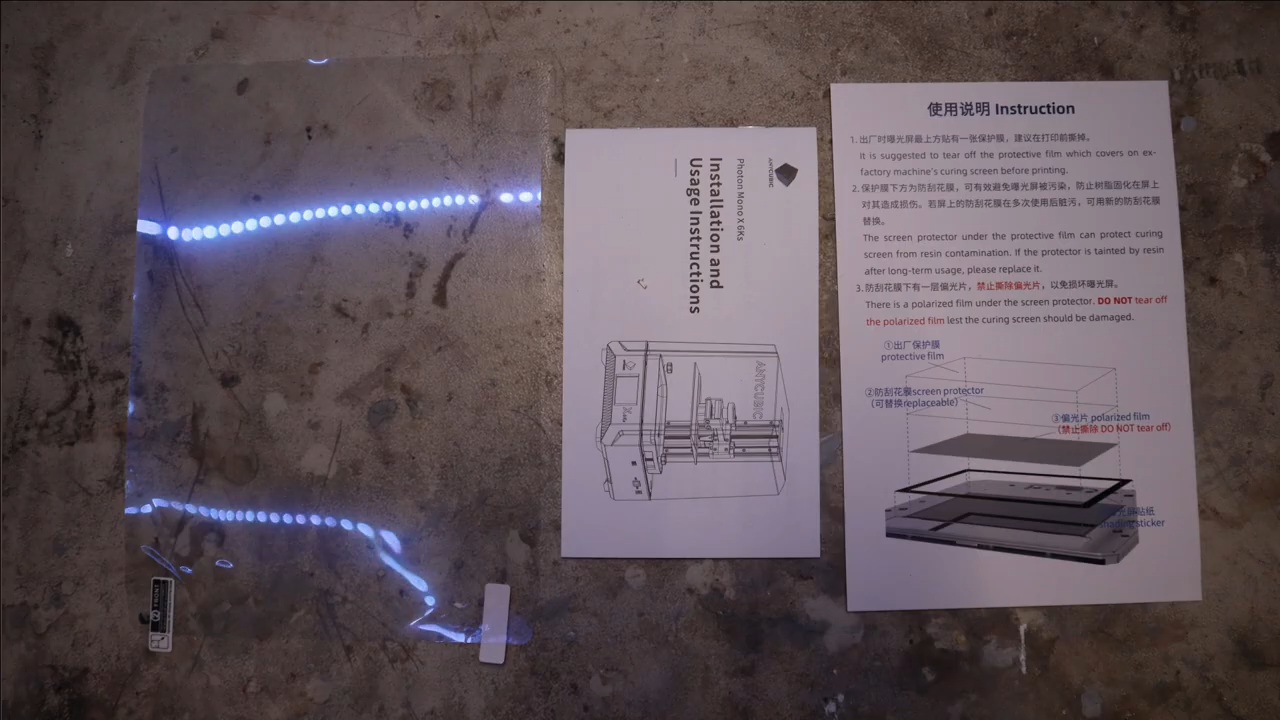 ANYCUBIC
Photon Mono X 6Ks
Installation and
Usage Instructions
ANYCUBIC
使用说明 Instruction
1. 出厂时曝光屏最上方贴有一张保护膜，建议在打印前撕掉。
It is suggested to tear off the protective film which covers on ex-
factory machine's curing screen before printing.
2. 保护膜下方为防刮花膜，可有效避免曝光屏被污染，防止树脂固化在屏上
对其造成损伤。若屏上的防刮花膜在多次使用后脏污，可用新的防刮花膜
替换。
The screen protector under the protective film can protect curing
screen from resin contamination. If the protector is tainted by resin
after long-term usage, please replace it.
3. 防刮花膜下有一层偏光片，禁止撕除偏光片，以免损坏曝光屏。
There is a polarized film under the screen protector. DO NOT tear off
the polarized film lest the curing screen should be damaged.
①出厂保护膜
protective film
②防刮花膜screen protector
（可替换replaceable）
③偏光片 polarized film
（禁止撕除 DO NOT tear off）
光屏贴纸
shading sticker